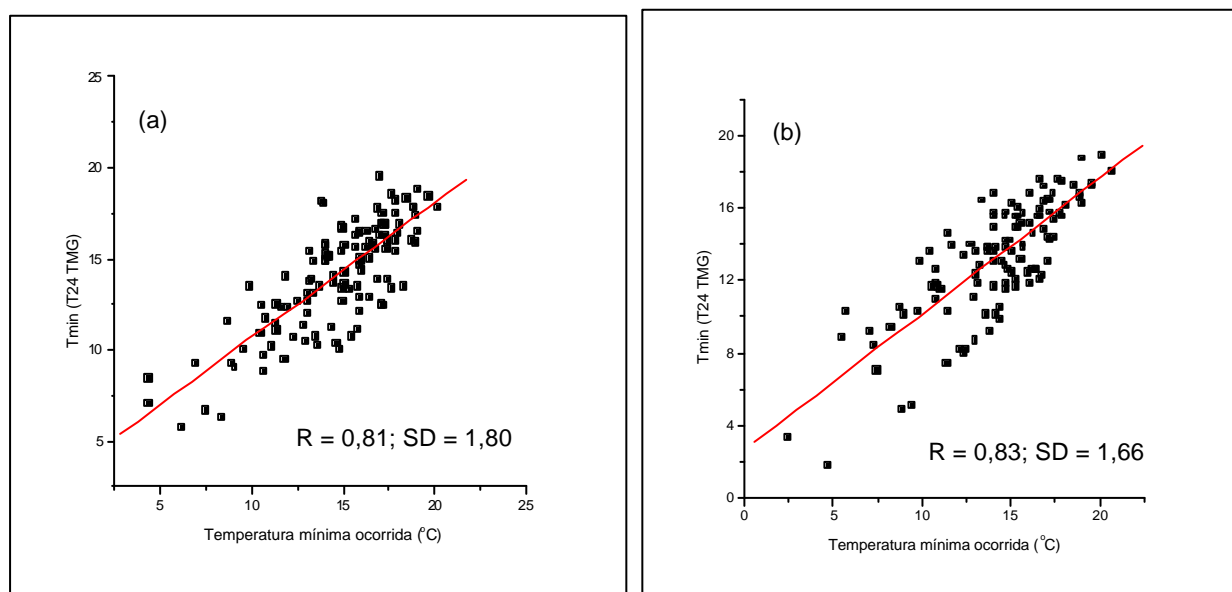 (a)
25
20
15
10
5
Tmin (T24 TMG)
R = 0,81; SD = 1,80
5
10
15
20
25
Temperatura mínima ocorrida (°C)
(b)
20
16
12
8
4
0
Tmin (T24 TMG)
R = 0,83; SD = 1,66
0
5
10
15
20
Temperatura mínima ocorrida (°C)